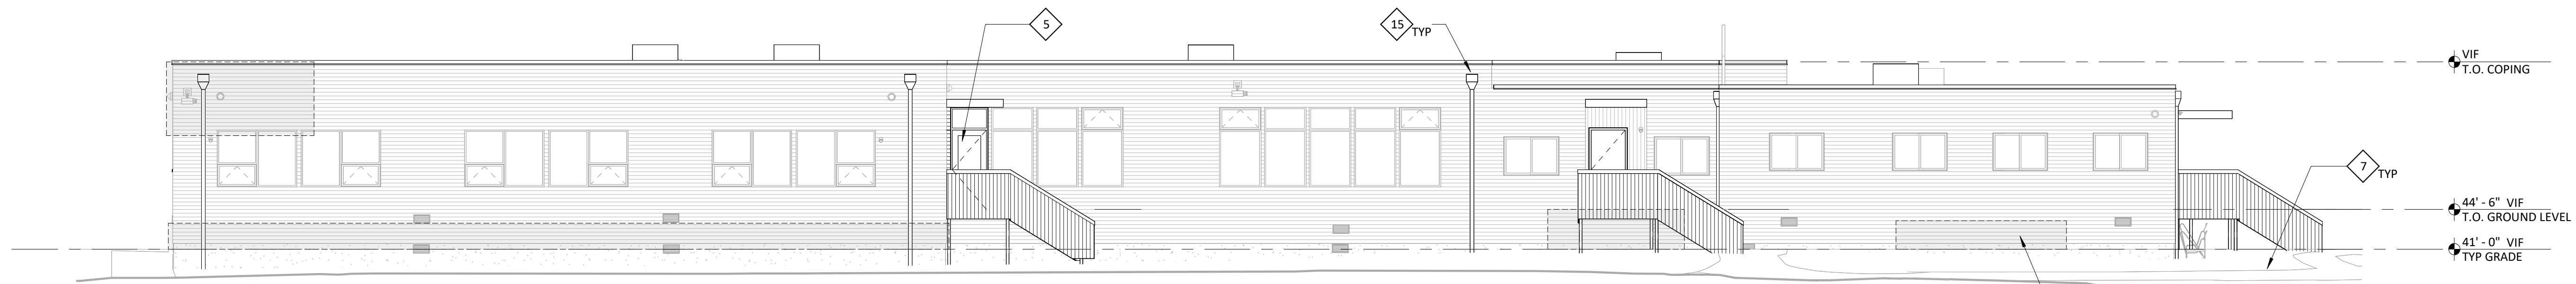 5
15
TYP
VIF
T.O. COPING
7
TYP
44' - 6" VIF
T.O. GROUND LEVEL
41' - 0" VIF
TYP GRADE